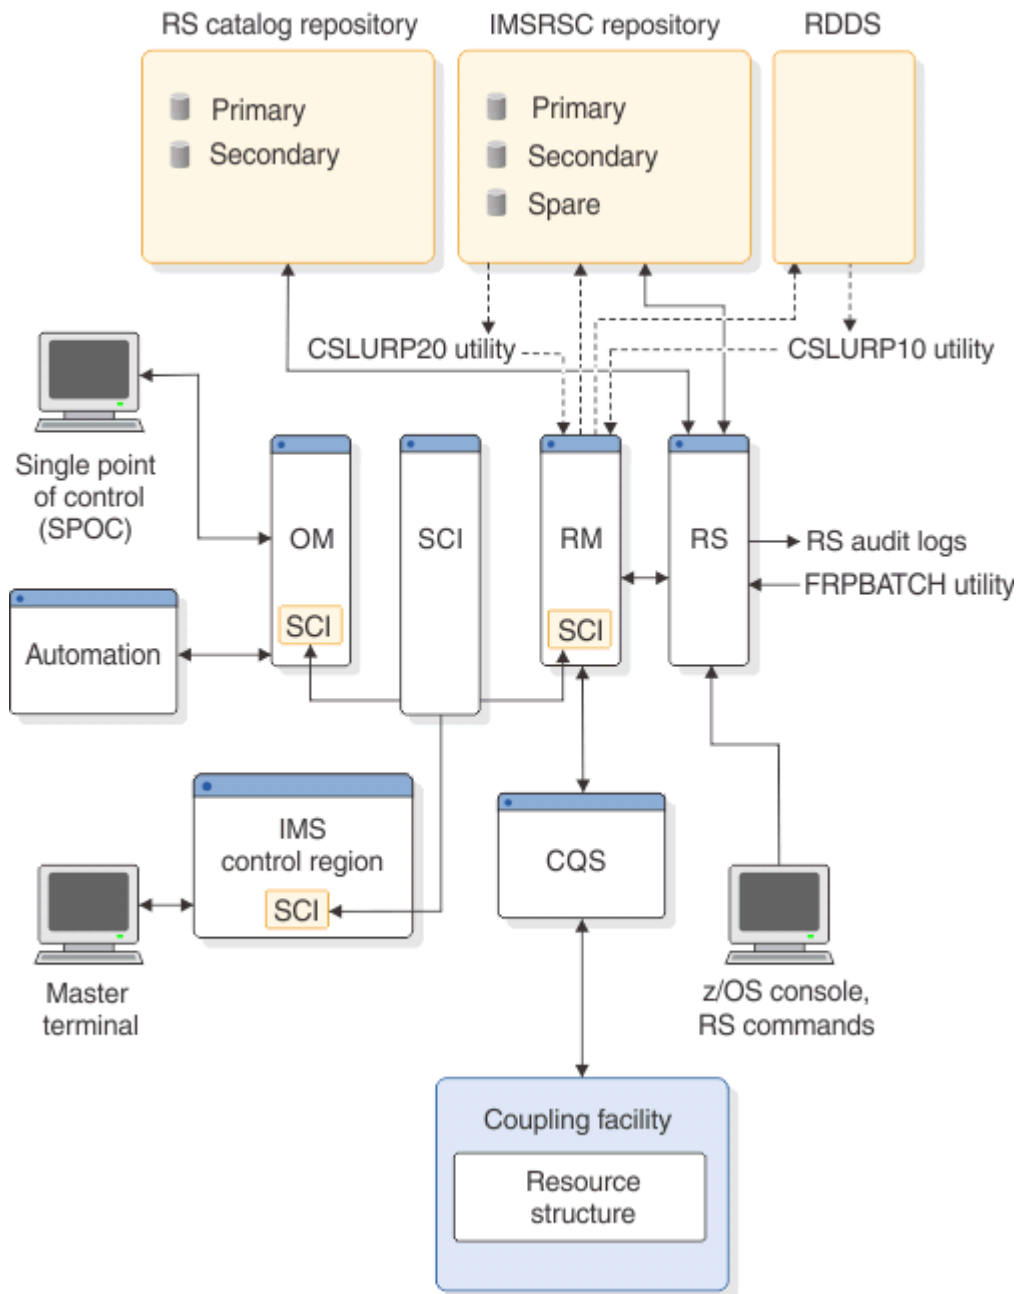 RS catalog repository
IMSRSC repository
RDDS
Primary
Secondary
Primary
Secondary
Spare
CSLURP20 utility
CSLURP10 utility
Single point
of control
(SPOC)
OM
SCI
SCI
RM
SCI
RS
RS audit logs
FRPBATCH utility
Automation
IMS
control region
SCI
CQS
Master
terminal
z/OS console,
RS commands
Coupling facility
Resource
structure